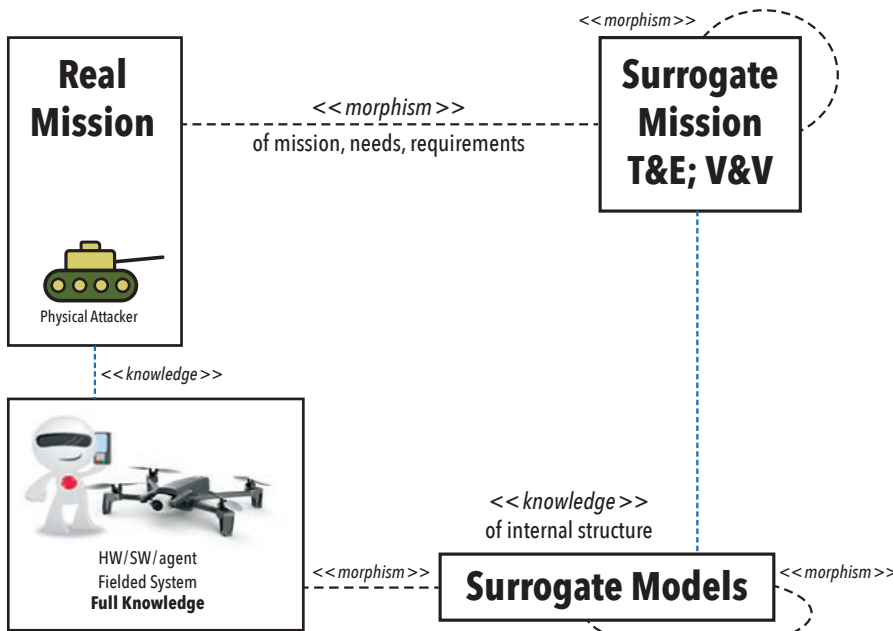 <<morphism>>
Real
Mission
Surrogate
Mission
T&E; V&V
<<morphism>>
of mission, needs, requirements
Physical Attacker
<<knowledge>>
<<knowledge>>
of internal structure
HW/SW/agent
Fielded System
Full Knowledge
<<morphism>>
Surrogate Models
<<morphism>>